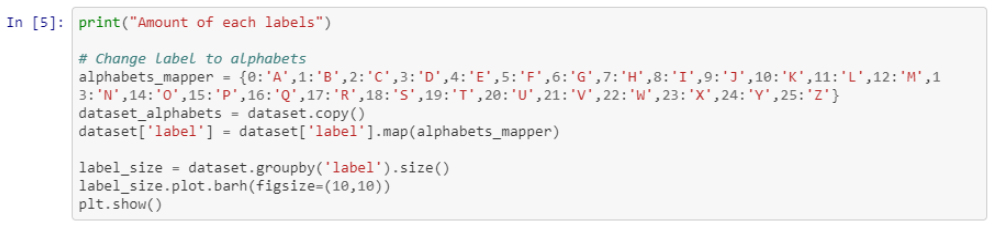 In [5]: print("Amount of each labels")
# Change label to alphabets
alphabets_mapper = {0:'A',1:'B',2:'C',3:'D',4:'E',5:'F',6:'G',7:'H',8:'I',9:'J',10:'K',11:'L',12:'M',1
3:'N',14:'O',15:'P',16:'Q',17:'R',18:'S',19:'T',20:'U',21:'V',22:'W',23:'X',24:'Y',25:'Z'}
dataset_alphabets = dataset.copy()
dataset['label'] = dataset['label'].map(alphabets_mapper)
label_size = dataset.groupby('label').size()
label_size.plot.barh(figsize=(10,10))
plt.show()